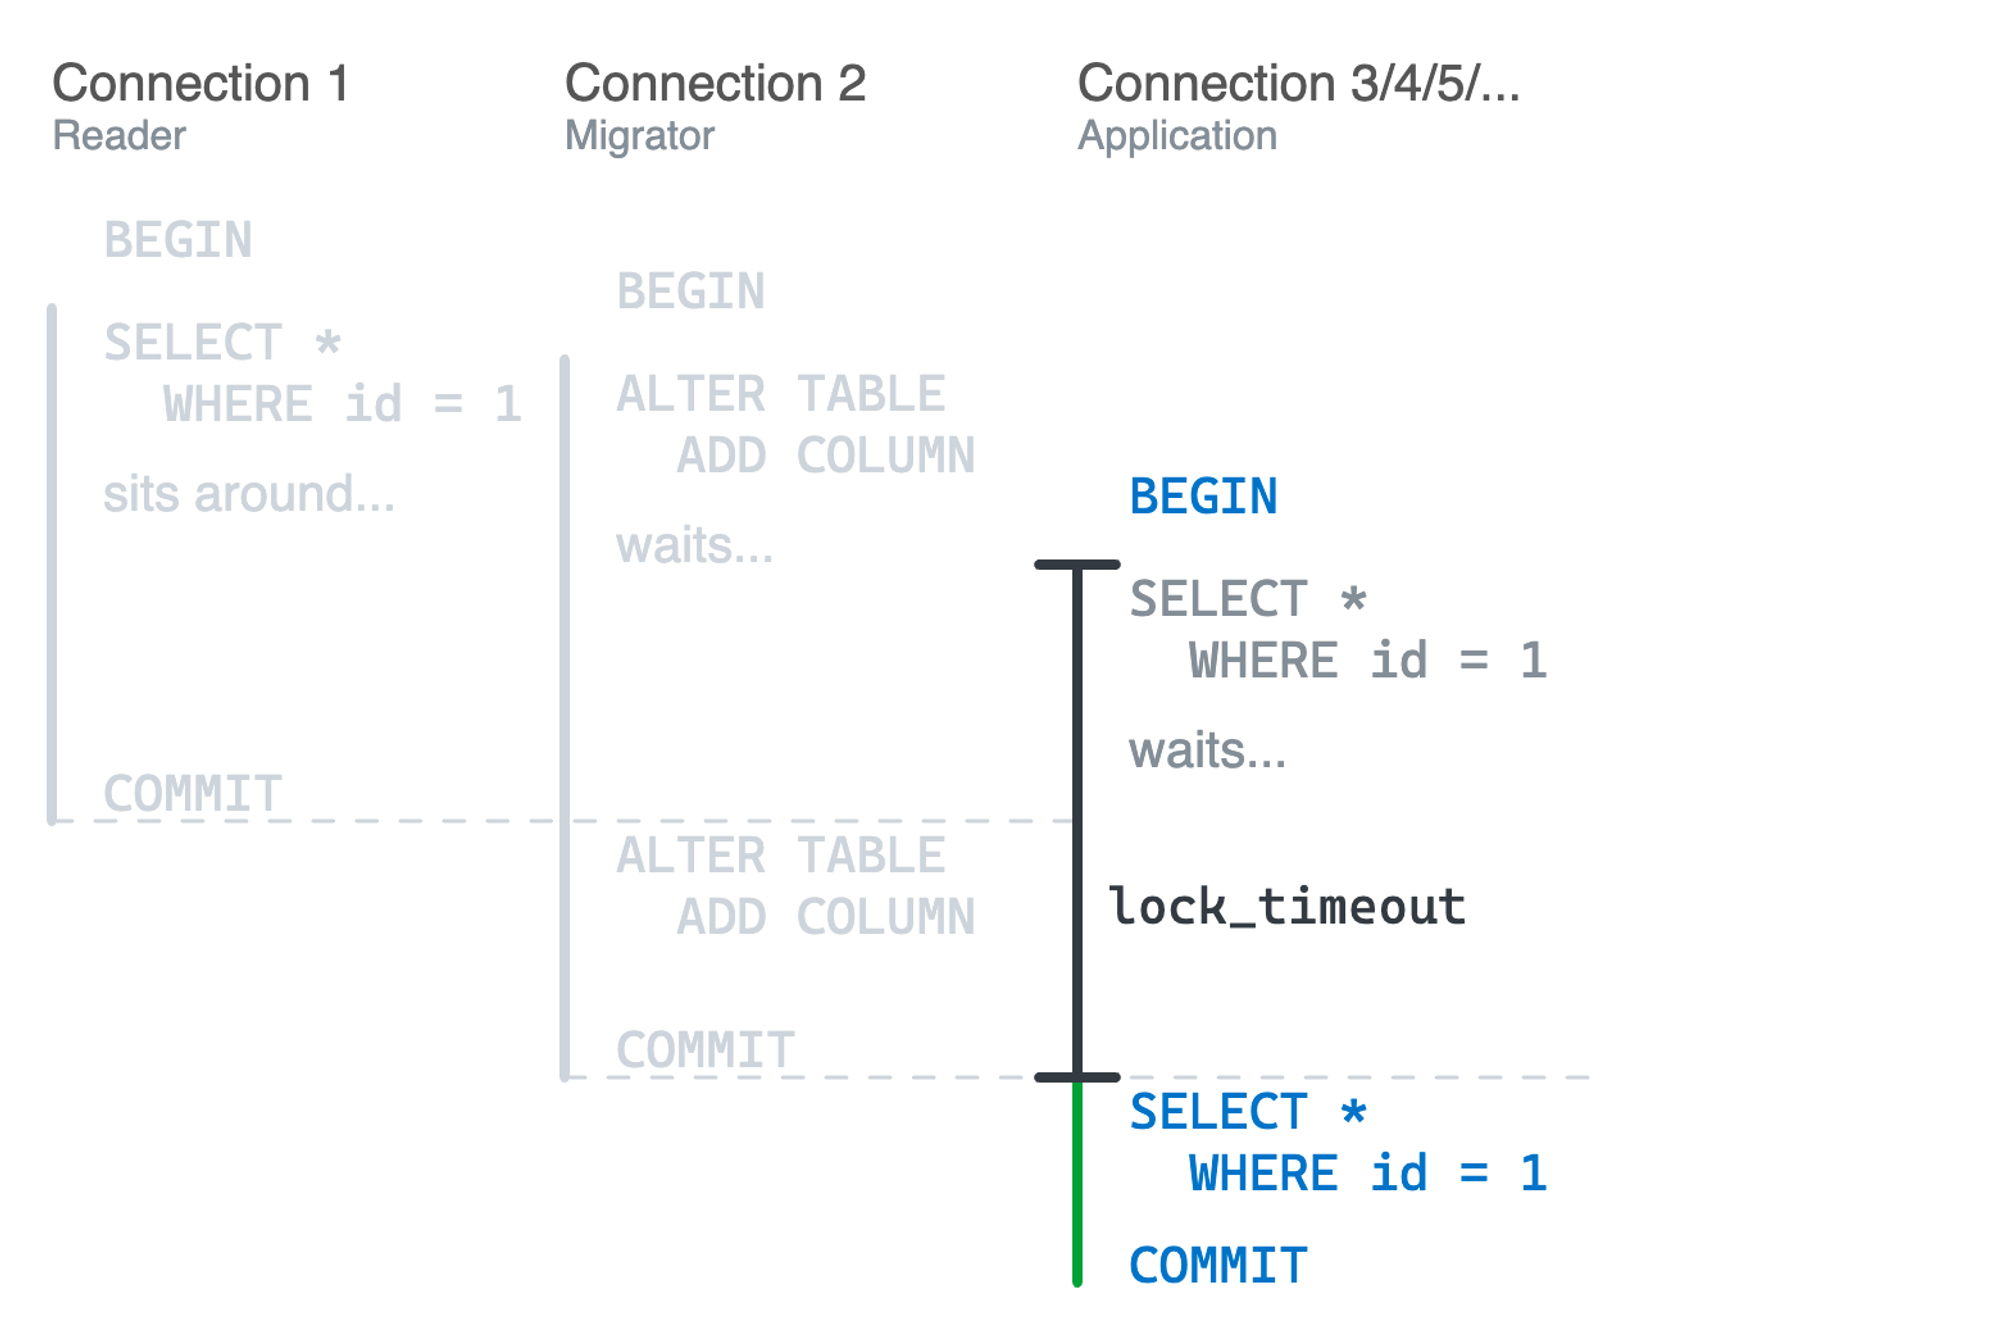 Connection 1
Reader
BEGIN
SELECT *
WHERE id = 1
sits around...
COMMIT
Connection 2
Migrator
BEGIN
ALTER TABLE
ADD COLUMN
waits...
ALTER TABLE
ADD COLUMN
COMMIT
Connection 3/4/5/...
Application
BEGIN
SELECT *
WHERE id = 1
waits...
lock_timeout
SELECT *
WHERE id = 1
COMMIT